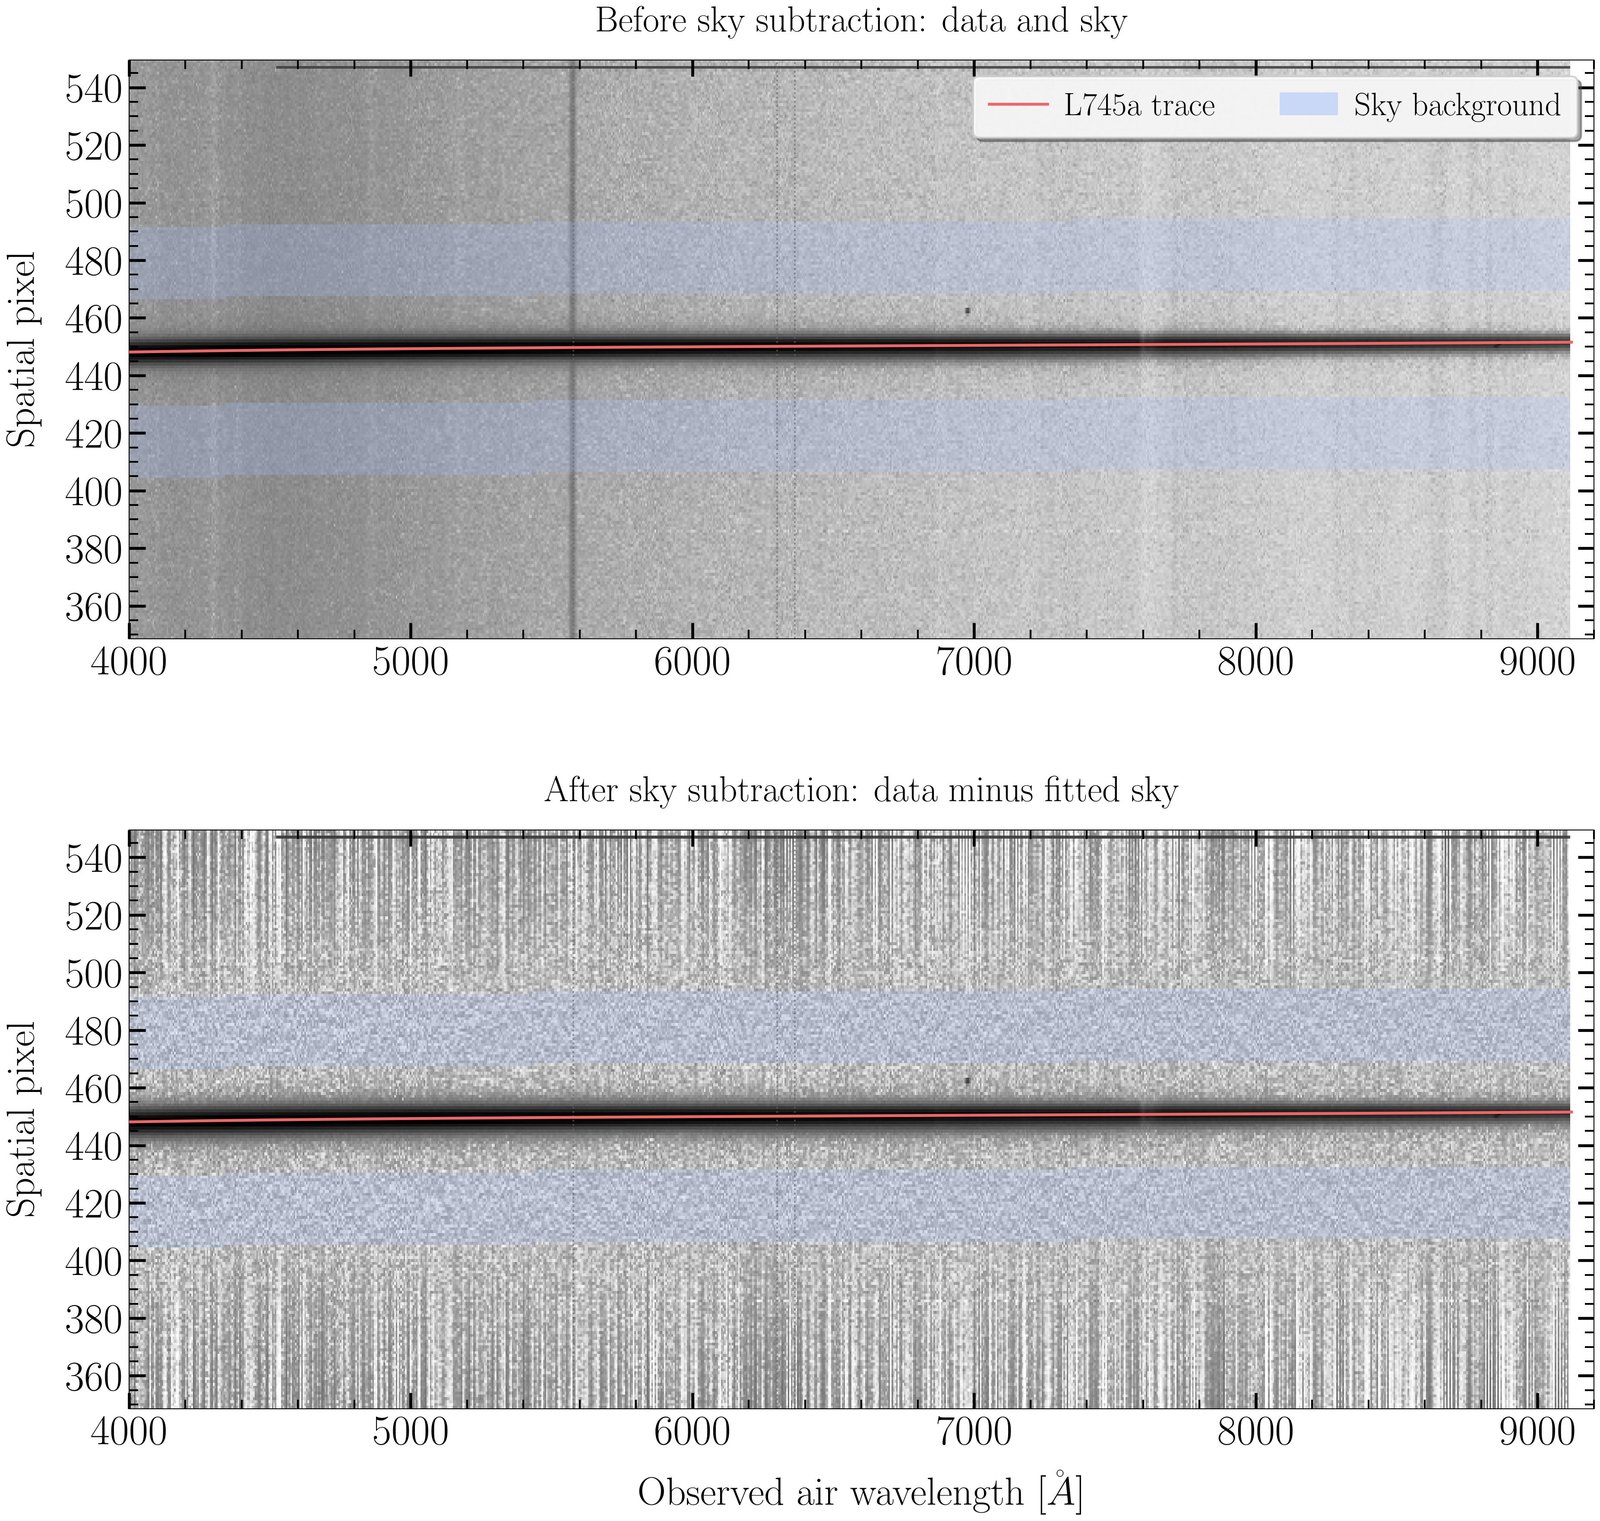 Before sky subtraction: data and sky
L745a trace
Sky background
540
520
500
480
460
440
420
400
380
360
Spatial pixel
4000 5000 6000 7000 8000 9000
After sky subtraction: data minus fitted sky
540
520
500
480
460
440
420
400
380
360
Spatial pixel
4000 5000 6000 7000 8000 9000
Observed air wavelength [Å]